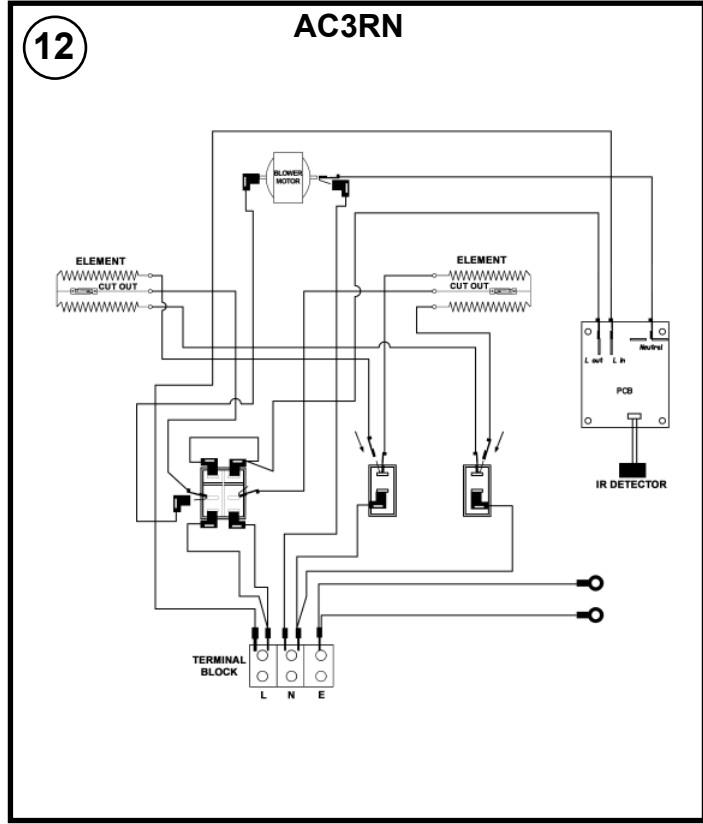 12
AC3RN
BLOWER
MOTOR
ELEMENT
CUT OUT
ELEMENT
CUT OUT
L out
L in
Neutral
PCB
IR DETECTOR
TERMINAL
BLOCK
L
N
E